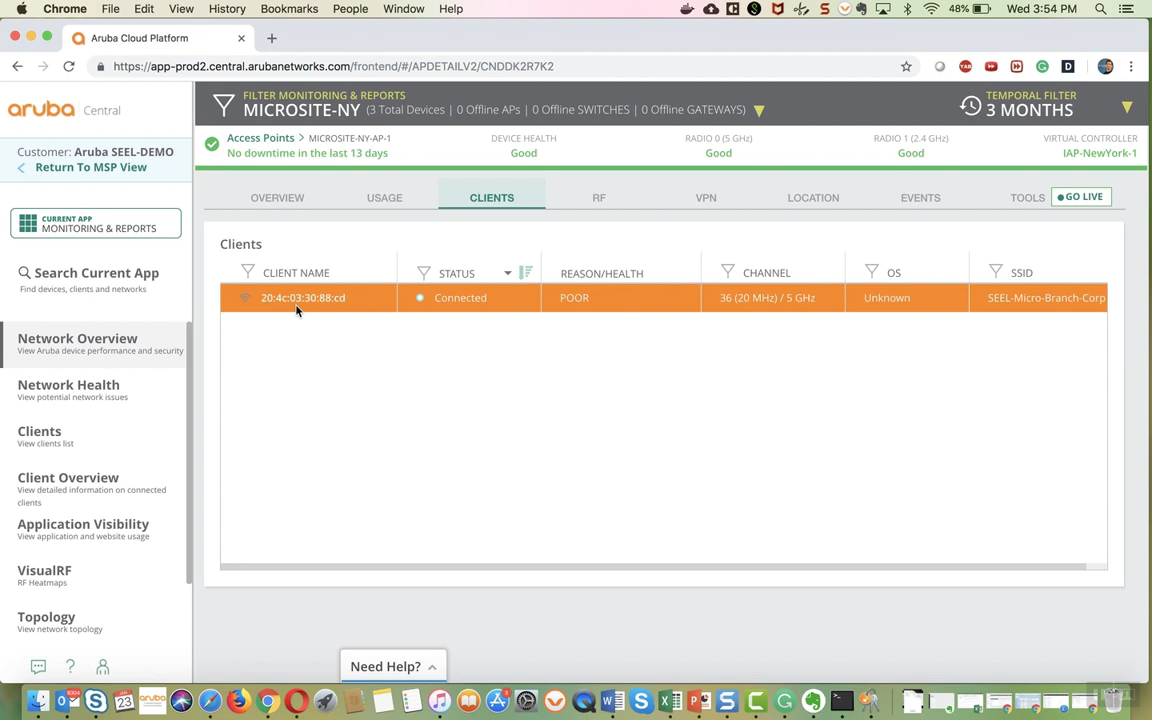 Chrome File Edit View History Bookmarks People Window Help 48% Wed 3:54 PM
Aruba Cloud Platform
https://app-prod2.central.arubanetworks.com/frontend/#/APDETAILV2/CNDDK2R7K2
aruba Central
FILTER MONITORING & REPORTS
MICROSITE-NY (3 Total Devices | 0 Offline APs | 0 Offline SWITCHES | 0 Offline GATEWAYS)
TEMPORAL FILTER
3 MONTHS
Customer: Aruba SEEL-DEMO
Return To MSP View
Access Points > MICROSITE-NY-AP-1
No downtime in the last 13 days
DEVICE HEALTH
Good
RADIO 0 (5 GHz)
Good
RADIO 1 (2.4 GHz)
Good
VIRTUAL CONTROLLER
IAP-NewYork-1
OVERVIEW USAGE CLIENTS RF VPN LOCATION EVENTS TOOLS GO LIVE
CURRENT APP
MONITORING & REPORTS
Search Current App
Find devices, clients and networks
Network Overview
View Aruba device performance and security
Network Health
View potential network issues
Clients
View clients list
Client Overview
View detailed information on connected
clients
Application Visibility
View application and website usage
VisualRF
RF Heatmaps
Topology
View network topology
Clients
CLIENT NAME STATUS REASON/HEALTH CHANNEL OS SSID
20:4c:03:30:88:cd Connected POOR 36 (20 MHz) / 5 GHz Unknown SEEL-Micro-Branch-Corp
Need Help?